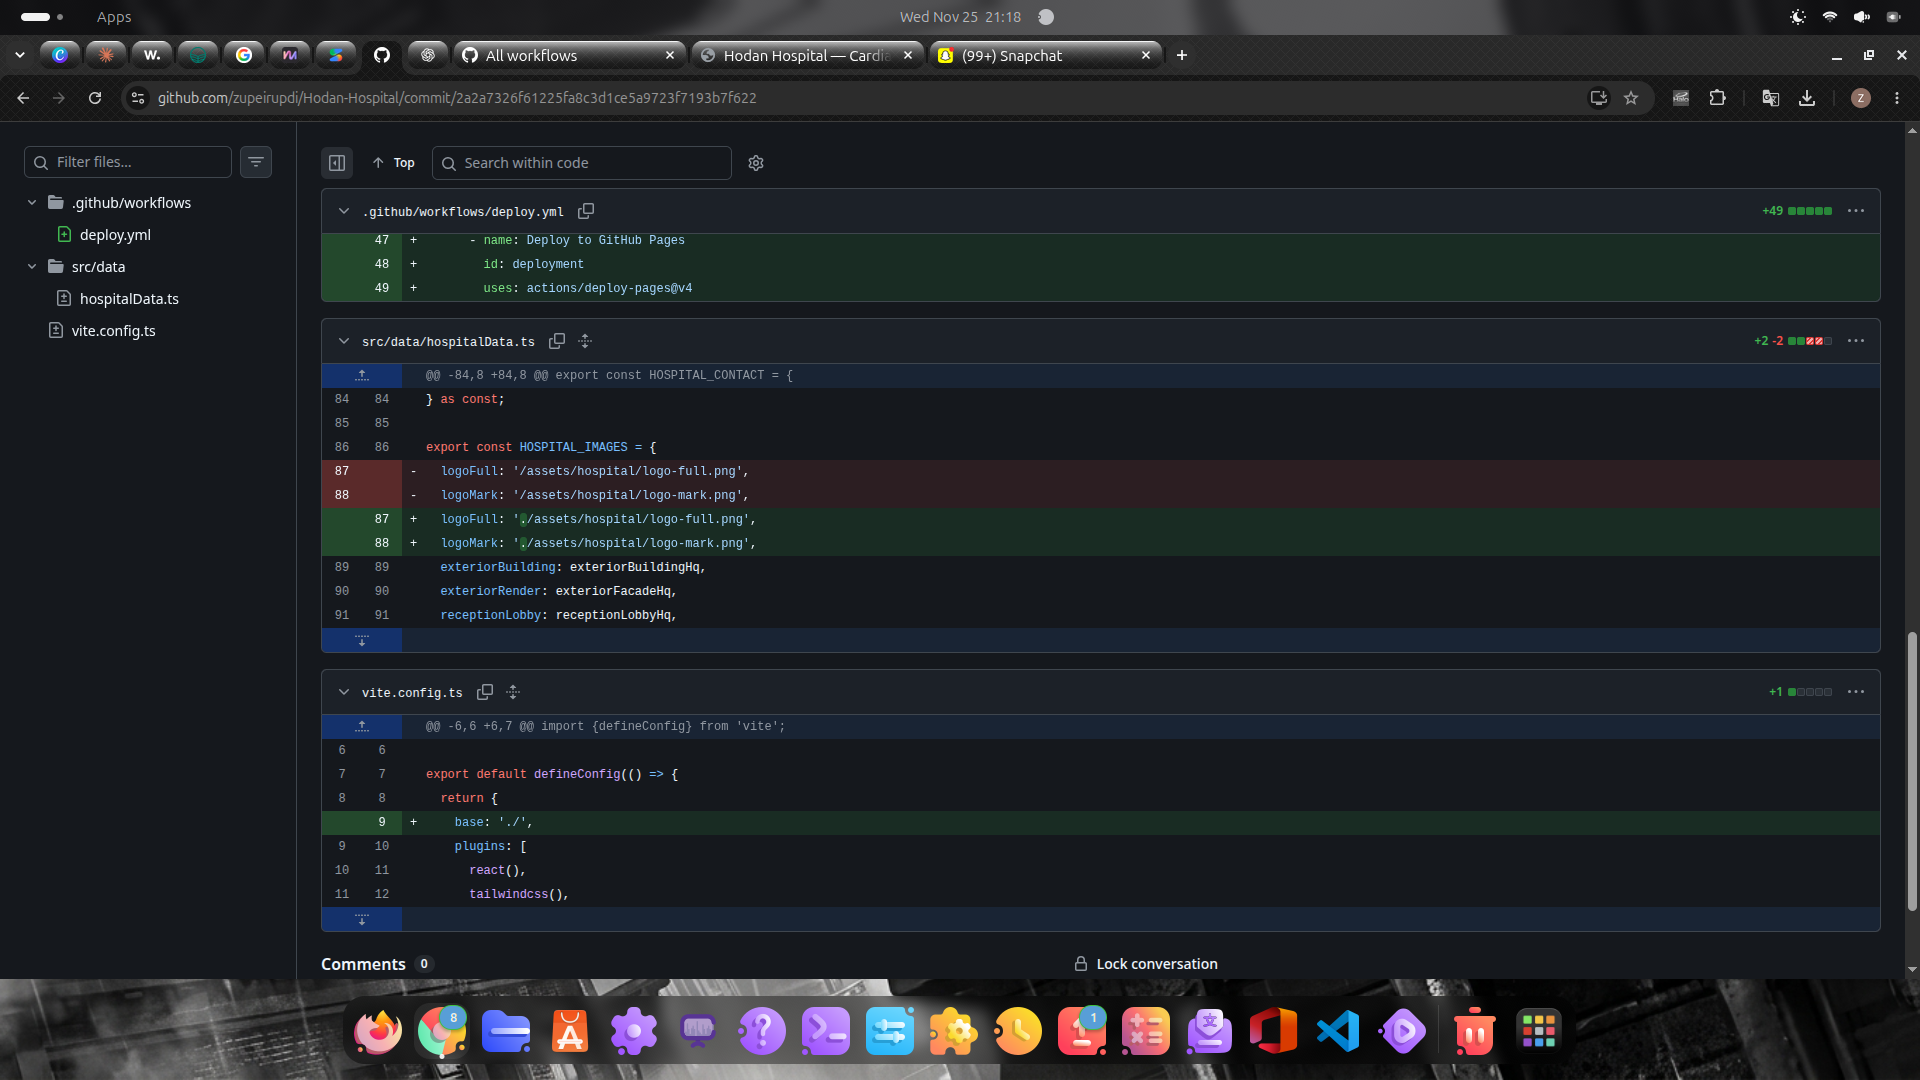 Apps
Wed Nov 25 21:18
W.
All workflows
Hodan Hospital — Cardia
(99+) Snapchat
github.com/zupeirupdi/Hodan-Hospital/commit/2a2a7326f61225fa8c3d1ce5a9723f7193b7f622
Z
Filter files...
Top
Search within code
.github/workflows
deploy.yml
src/data
hospitalData.ts
vite.config.ts
.github/workflows/deploy.yml
+49
47 + - name: Deploy to GitHub Pages
48 + id: deployment
49 + uses: actions/deploy-pages@v4
src/data/hospitalData.ts
+2 -2
@@ -84,8 +84,8 @@ export const HOSPITAL_CONTACT = {
84 84 } as const;
85 85
86 86 export const HOSPITAL_IMAGES = {
87 - logoFull: '/assets/hospital/logo-full.png',
88 - logoMark: '/assets/hospital/logo-mark.png',
87 + logoFull: './assets/hospital/logo-full.png',
88 + logoMark: './assets/hospital/logo-mark.png',
89 89 exteriorBuilding: exteriorBuildingHq,
90 90 exteriorRender: exteriorFacadeHq,
91 91 receptionLobby: receptionLobbyHq,
vite.config.ts
+1
@@ -6,6 +6,7 @@ import {defineConfig} from 'vite';
6 6
7 7 export default defineConfig(() => {
8 8 return {
9 + base: './',
9 10 plugins: [
10 11 react(),
11 12 tailwindcss(),
Comments 0
Lock conversation
8
1